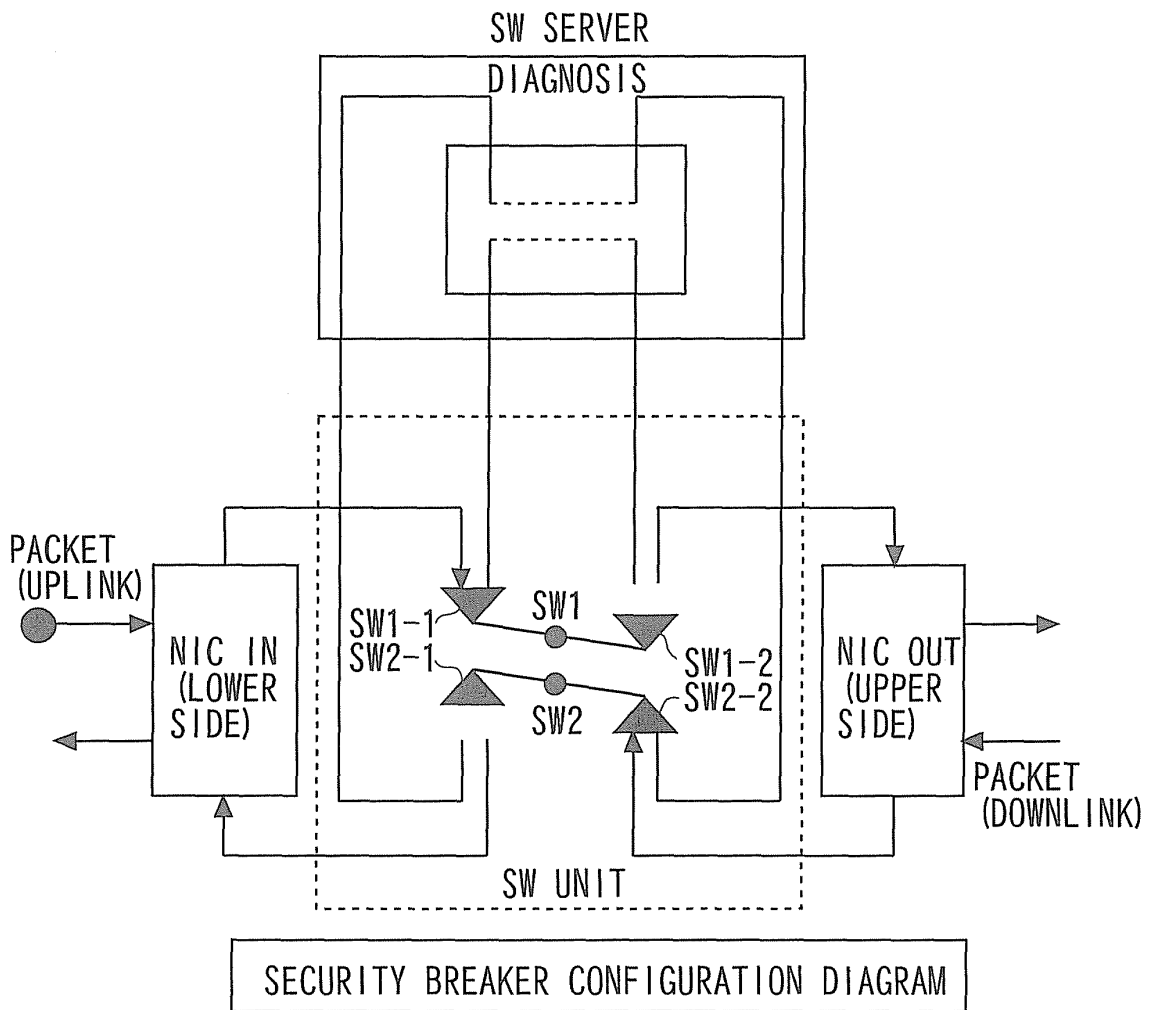 SW SERVER
DIAGNOSIS
PACKET
(UPLINK)
NIC IN
(LOWER
SIDE)
SW1-1
SW2-1
SW1
SW2
SW1-2
SW2-2
NIC OUT
(UPPER
SIDE)
PACKET
(DOWNLINK)
SW UNIT
SECURITY BREAKER CONFIGURATION DIAGRAM